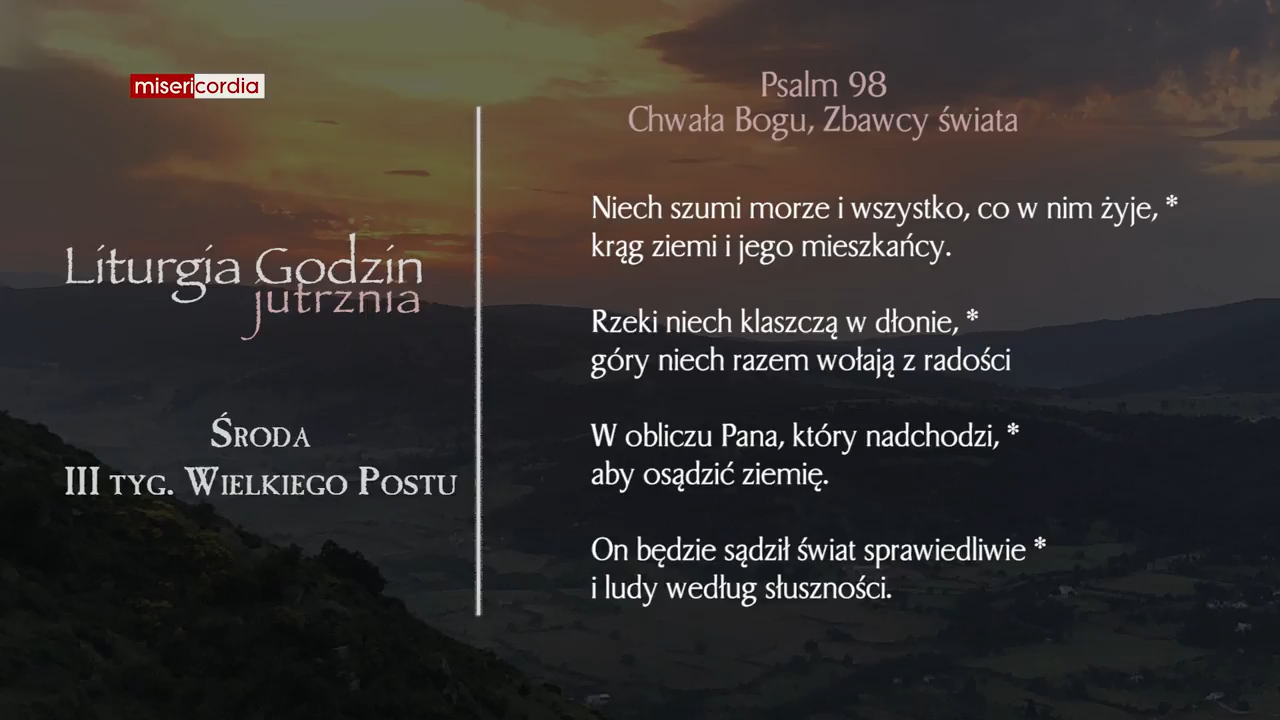 misericordia
Liturgia Godzin
jutrznia
Środa
III tyg. Wielkiego Postu
Psalm 98
Chwała Bogu, Zbawcy świata
Niech szumi morze i wszystko, co w nim żyje, *
krąg ziemi i jego mieszkańcy.
Rzeki niech klaszczą w dłonie, *
góry niech razem wołają z radości
W obliczu Pana, który nadchodzi, *
aby osądzić ziemię.
On będzie sądził świat sprawiedliwie *
i ludy według słuszności.